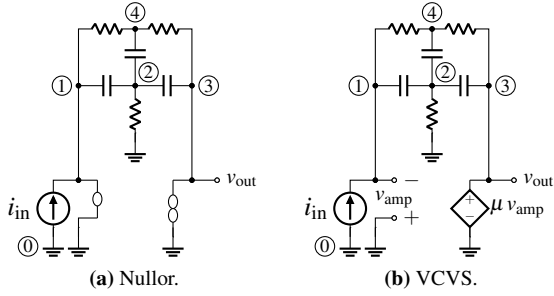 ④ ④
① ② ③ ① ② ③
v_out v_out
i_in i_in − v_amp + + − μ v_amp
⓪ ⓪
(a) Nullor. (b) VCVS.